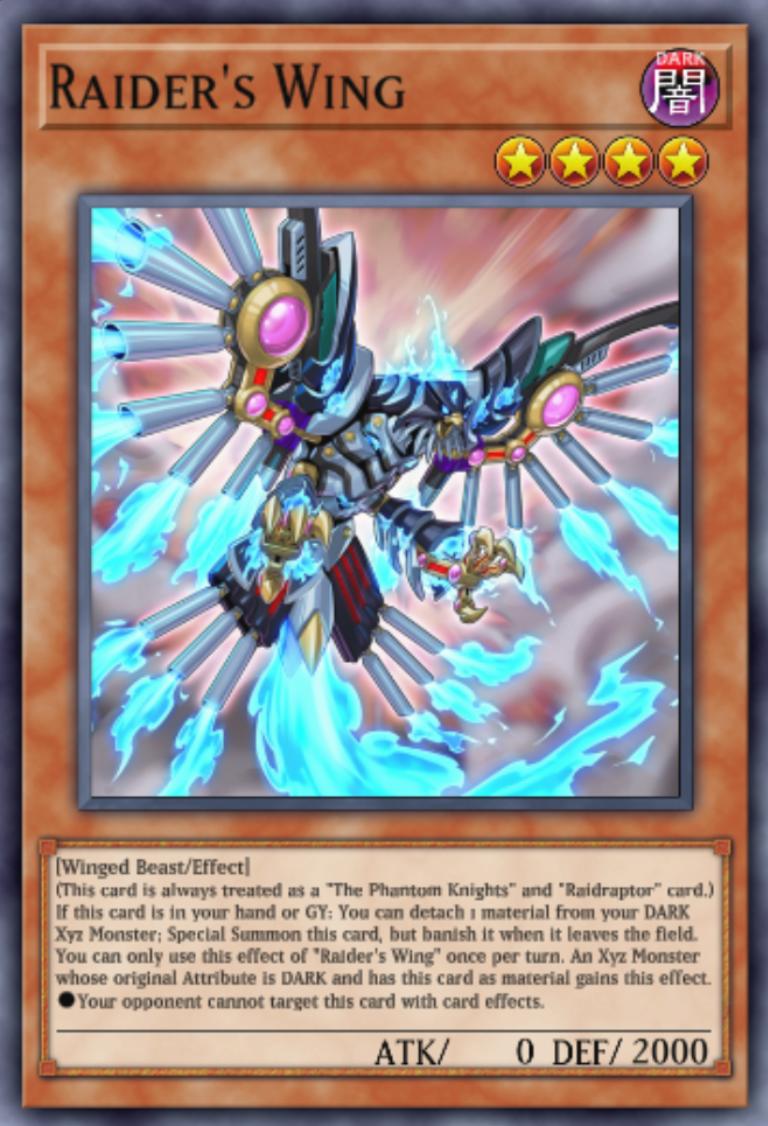 Raider's Wing
DARK
闇
[Winged Beast/Effect]
(This card is always treated as a "The Phantom Knights" and "Raidraptor" card.)
If this card is in your hand or GY: You can detach 1 material from your DARK
Xyz Monster; Special Summon this card, but banish it when it leaves the field.
You can only use this effect of "Raider's Wing" once per turn. An Xyz Monster
whose original Attribute is DARK and has this card as material gains this effect.
●Your opponent cannot target this card with card effects.
ATK/ 0 DEF/ 2000